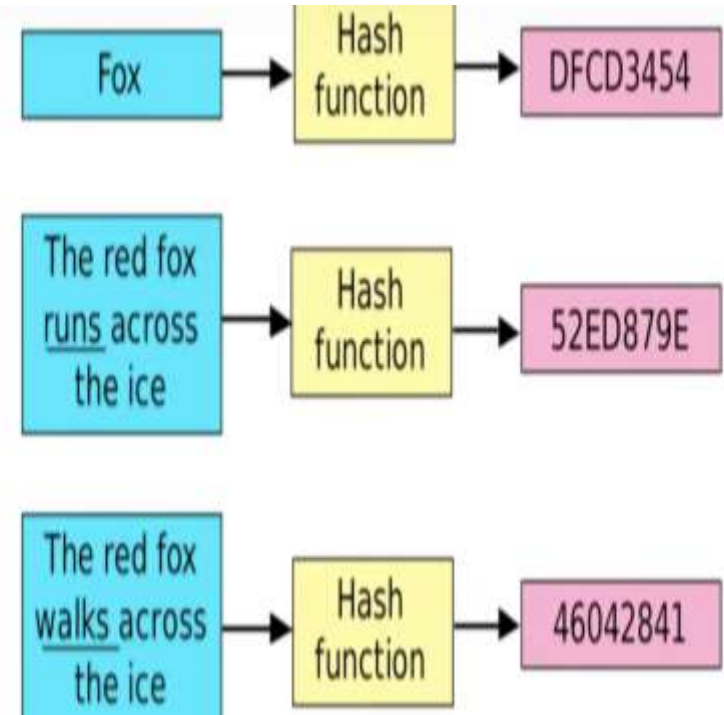 Fox
Hash
function
DFCD3454
The red fox
runs across
the ice
Hash
function
52ED879E
The red fox
walks across
the ice
Hash
function
46042841